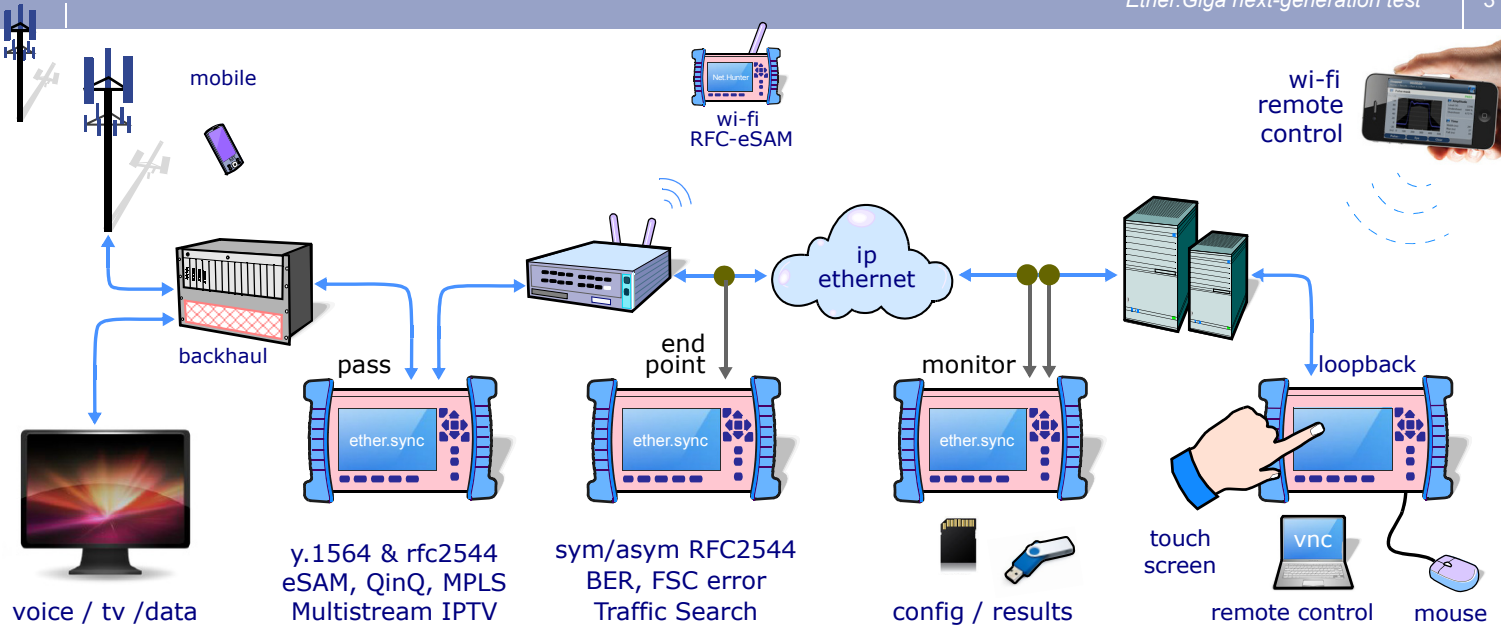 Ether.Giga next-generation test
3
mobile
Net.Hunter
wi-fi
RFC-eSAM
wi-fi
remote
control
ip
ethernet
backhaul
pass
end
point
monitor
loopback
ether.sync
ether.sync
ether.sync
voice / tv /data
y.1564 & rfc2544
eSAM, QinQ, MPLS
Multistream IPTV
sym/asym RFC2544
BER, FSC error
Traffic Search
config / results
touch
screen
vnc
remote control
mouse